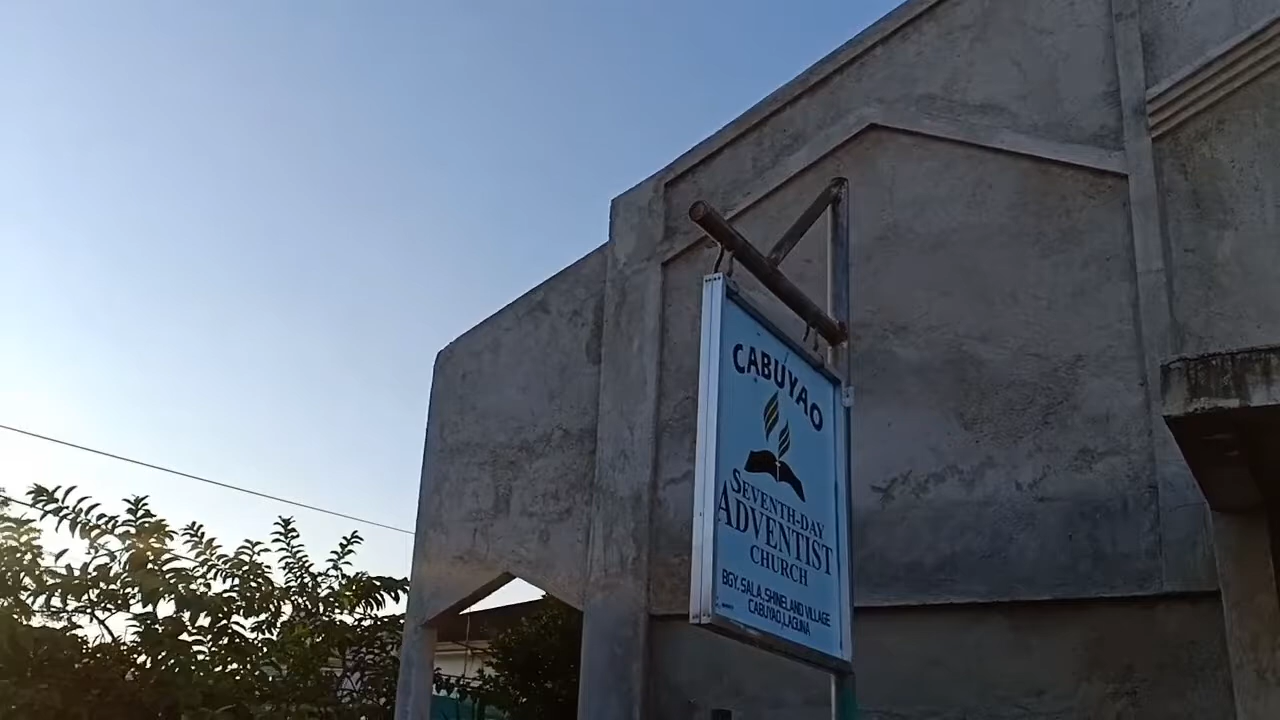 CABUYAO
SEVENTH-DAY
ADVENTIST
CHURCH
BGY. SALA, SHINELAND VILLAGE
CABUYAO, LAGUNA